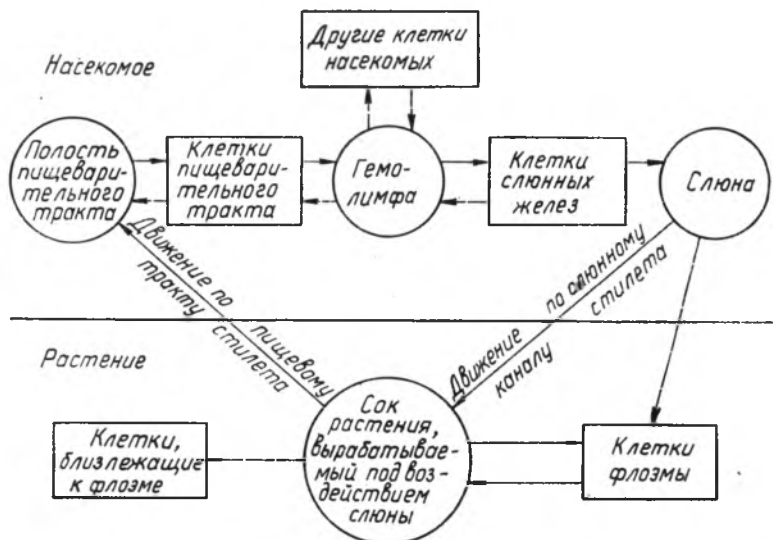 Другие клетки
насекомых
Насекомое
Полость
пищевари-
тельного
тракта
Клетки
пищевари-
тельного
тракта
Гемо-
лимфа
Клетки
слюнных
желез
Слюна
Движение по пищевому
тракту стилета
Движение по слюнному
каналу стилета
Растение
Клетки,
близлежащие
к флоэме
Сок
растения,
вырабатывае-
мый под воз-
действием
слюны
Клетки
флоэмы